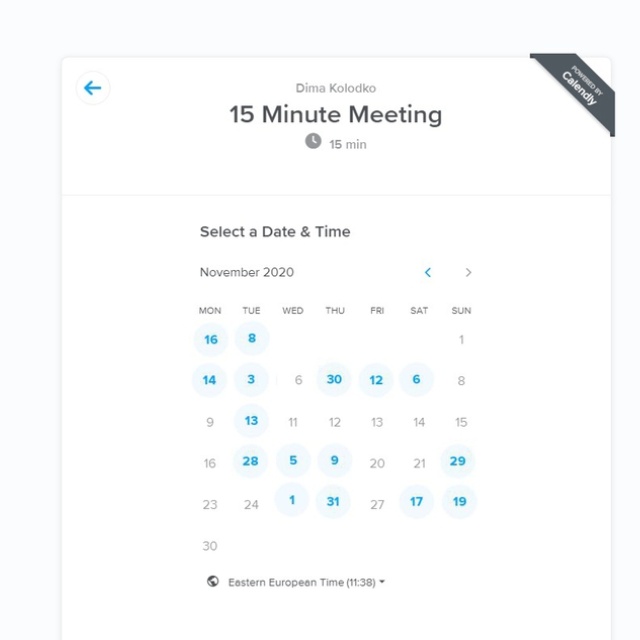 POWERED BY
Calendly
Dima Kolodko
15 Minute Meeting
15 min
Select a Date & Time
November 2020
MON TUE WED THU FRI SAT SUN
16 8 1
14 3 6 30 12 6 8
9 13 11 12 13 14 15
16 28 5 9 20 21 29
23 24 1 31 27 17 19
30
Eastern European Time (11:38)